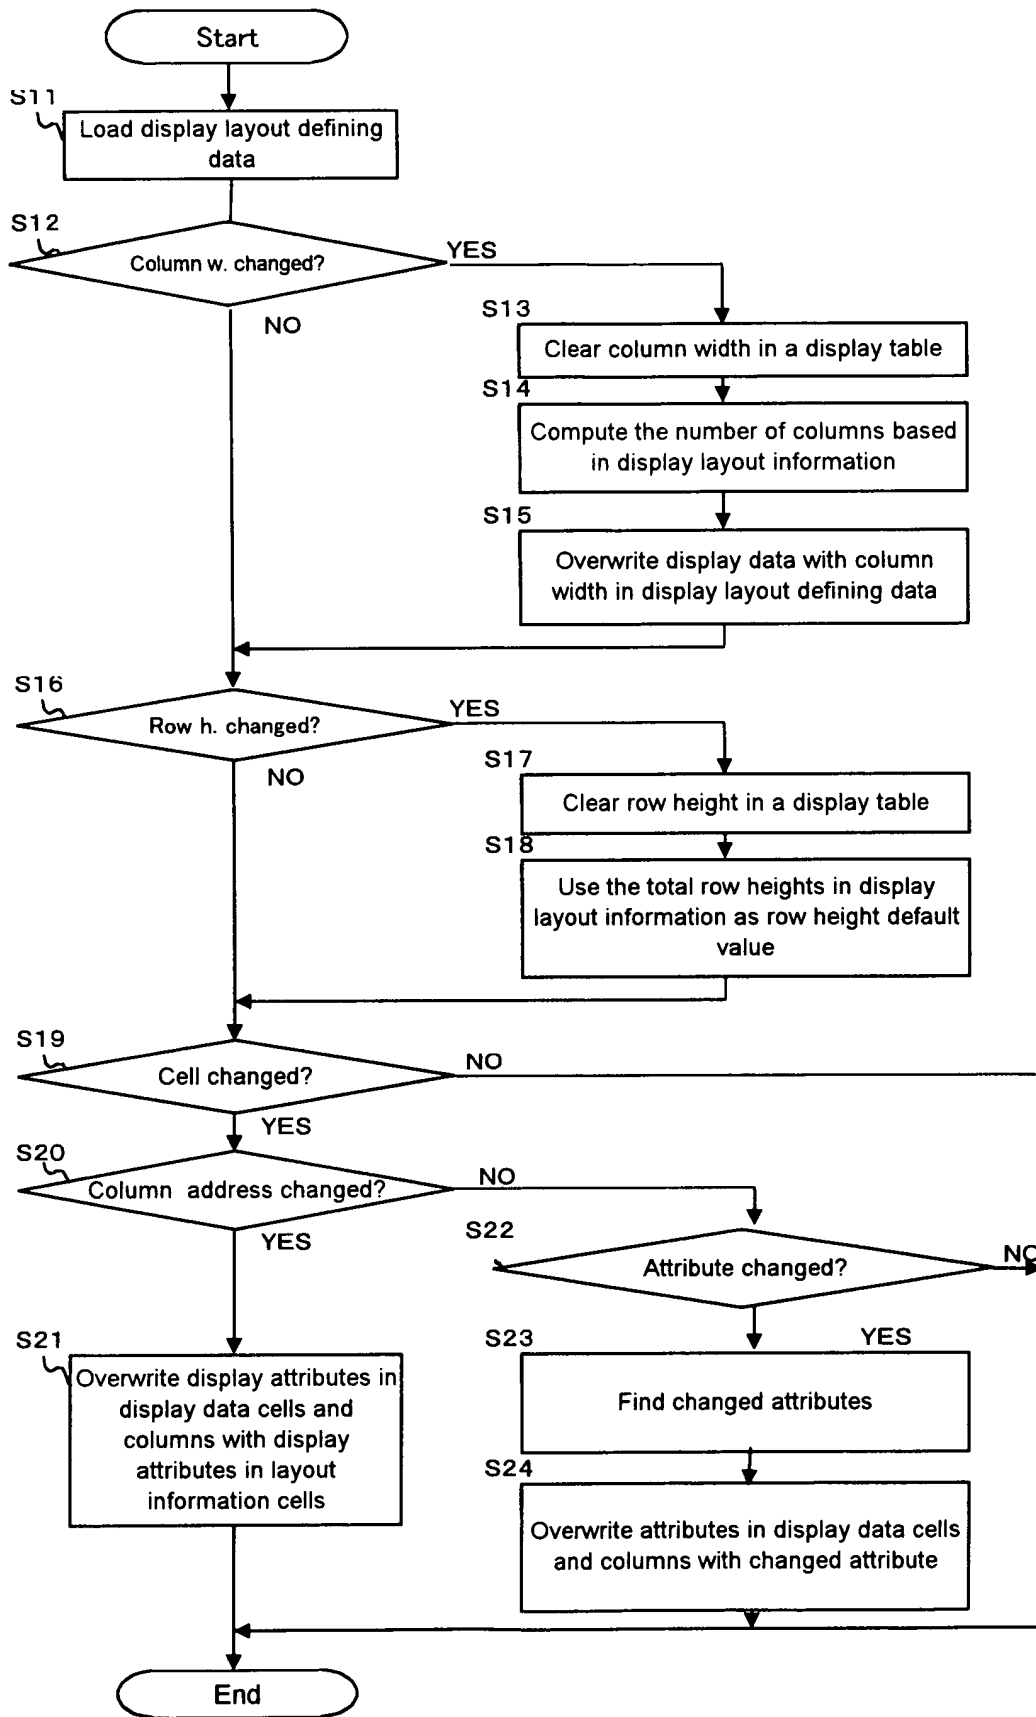 Start
S11
Load display layout defining
data
S12
Column w. changed?
YES
NO
S13
Clear column width in a display table
S14
Compute the number of columns based
in display layout information
S15
Overwrite display data with column
width in display layout defining data
S16
Row h. changed?
YES
NO
S17
Clear row height in a display table
S18
Use the total row heights in display
layout information as row height default
value
S19
Cell changed?
NO
YES
S20
Column address changed?
NO
YES
S22
Attribute changed?
NO
YES
S21
Overwrite display attributes in
display data cells and
columns with display
attributes in layout
information cells
S23
Find changed attributes
S24
Overwrite attributes in display data cells
and columns with changed attribute
End